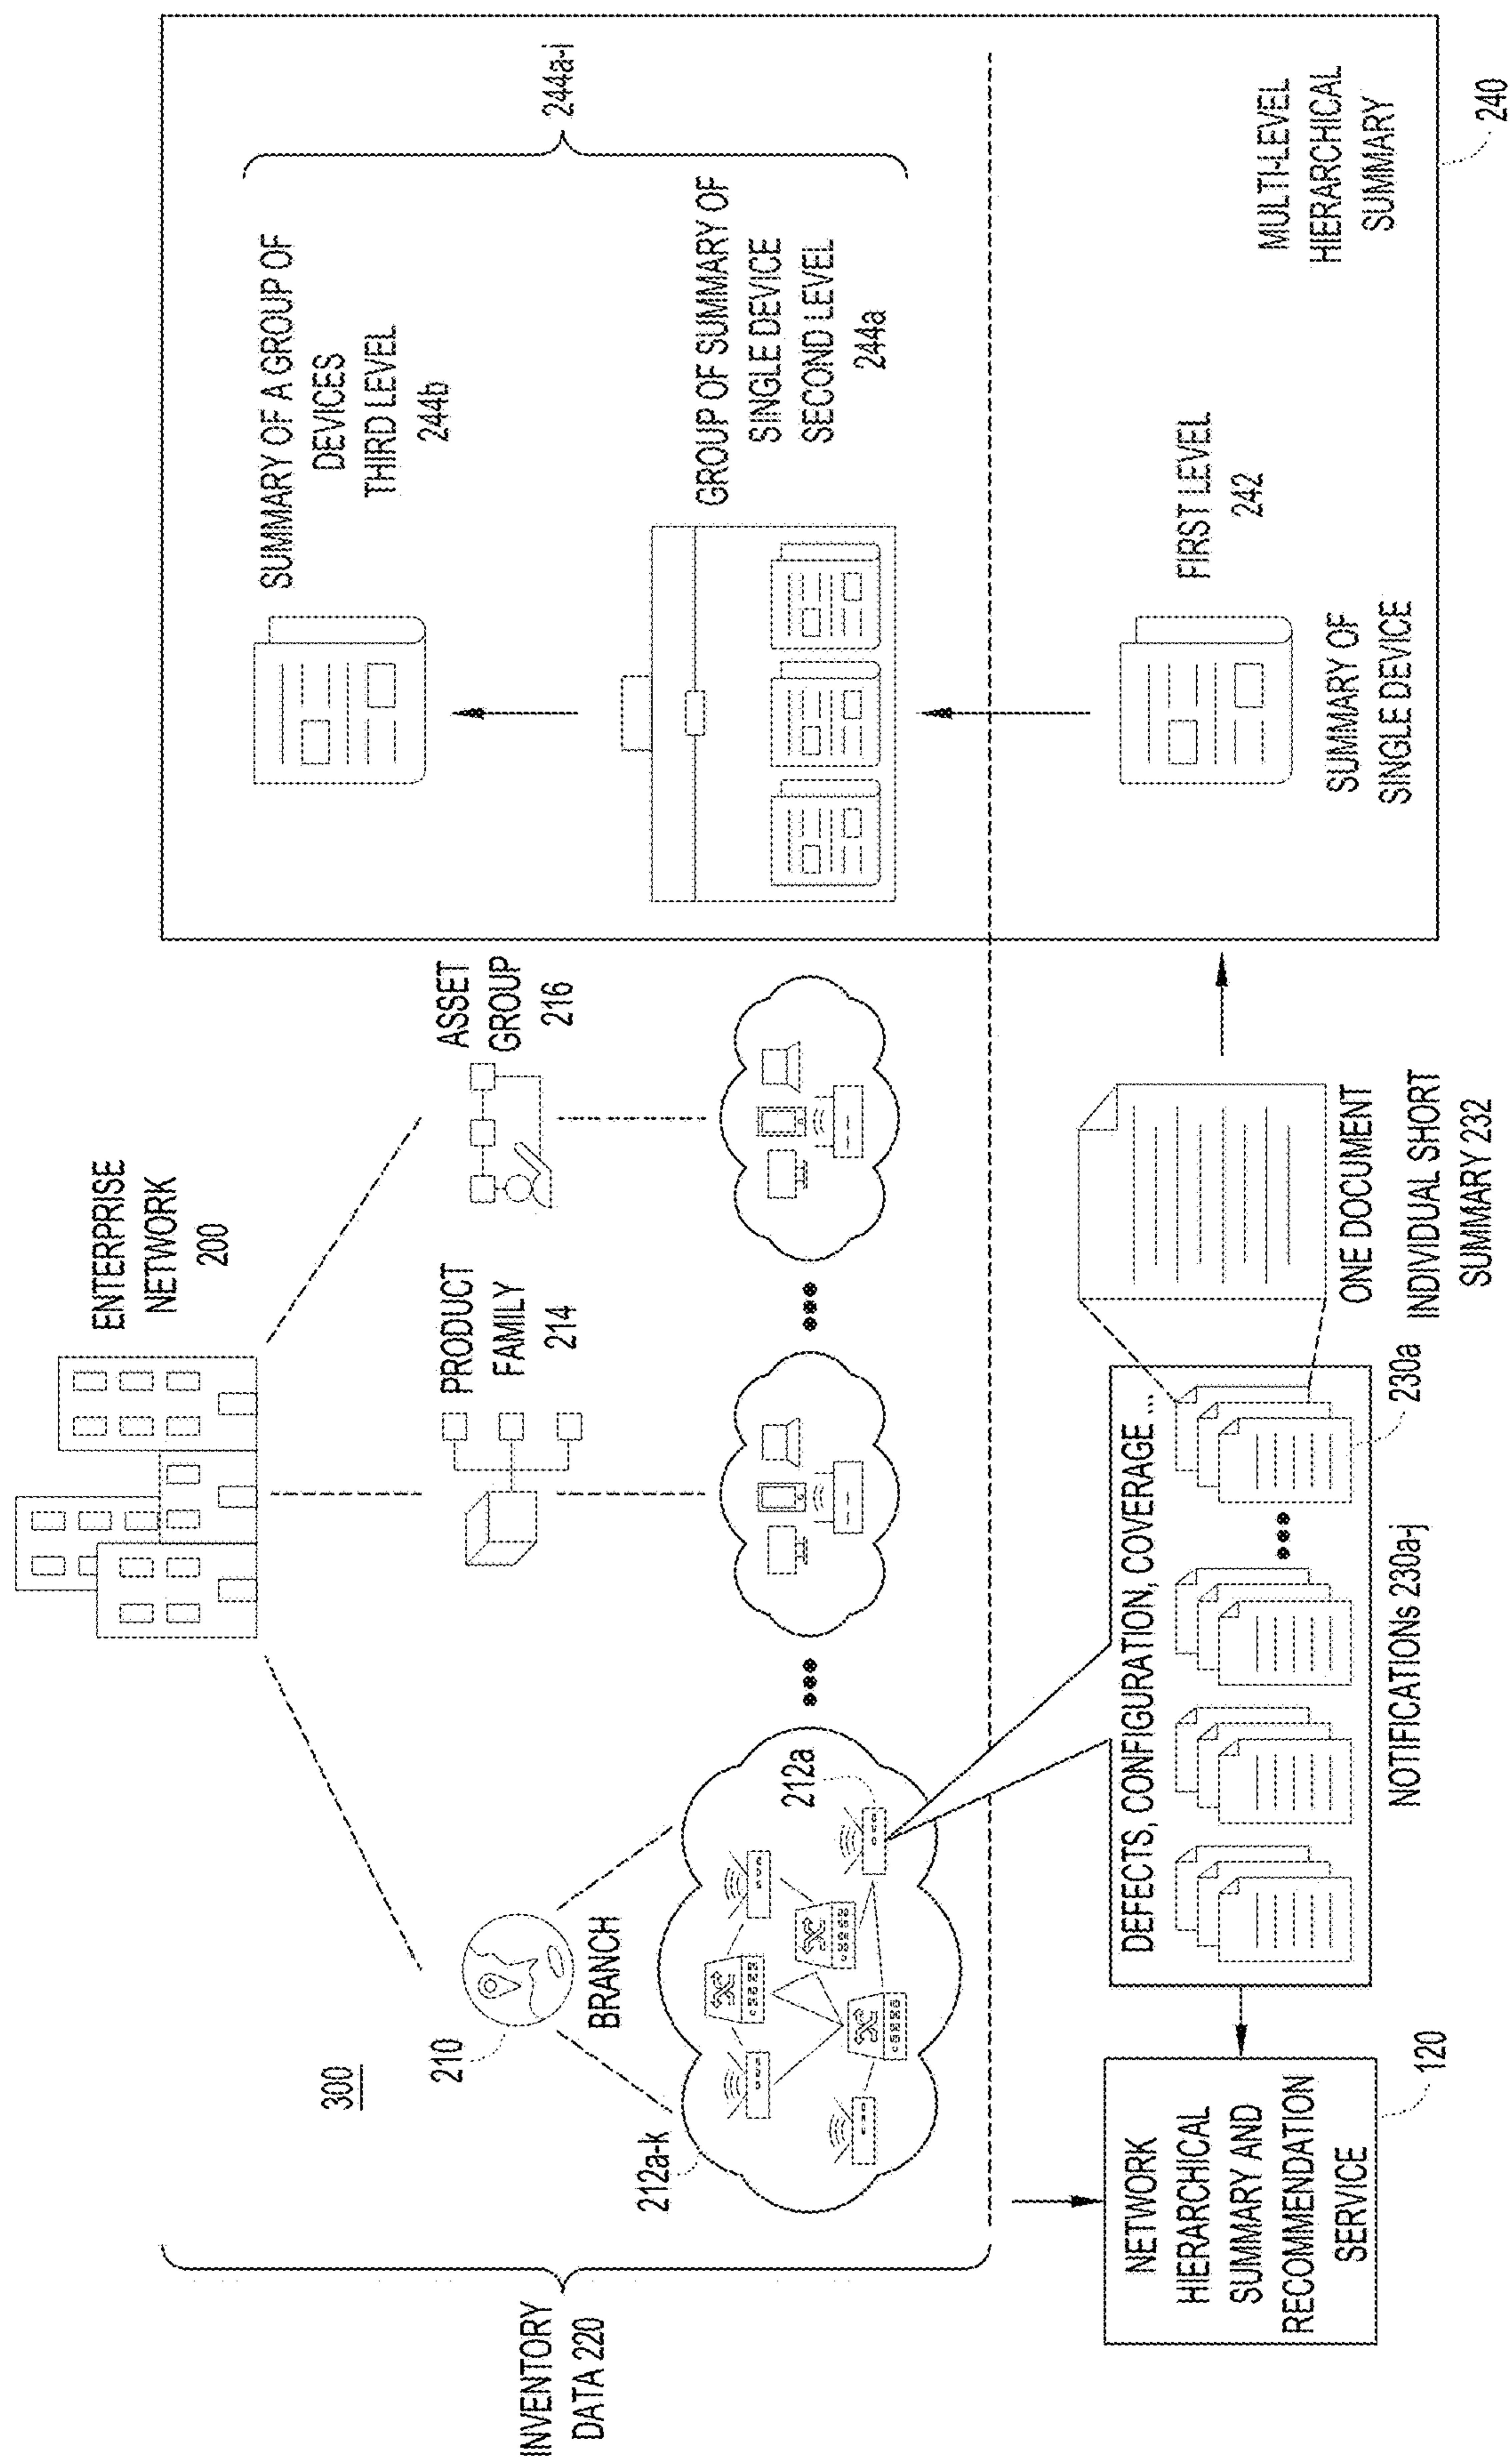 300
ENTERPRISE
NETWORK
200
INVENTORY
DATA 220
210
BRANCH
PRODUCT
FAMILY
214
ASSET
GROUP
216
212a-k
212a
NETWORK
HIERARCHICAL
SUMMARY AND
RECOMMENDATION
SERVICE
120
DEFECTS, CONFIGURATION, COVERAGE ...
NOTIFICATIONs 230a-j
230a
ONE DOCUMENT
INDIVIDUAL SHORT
SUMMARY 232
SUMMARY OF A GROUP OF
DEVICES
THIRD LEVEL
244b
244a-j
GROUP OF SUMMARY OF
SINGLE DEVICE
SECOND LEVEL
244a
FIRST LEVEL
242
SUMMARY OF
SINGLE DEVICE
MULTI-LEVEL
HIERARCHICAL
SUMMARY
240